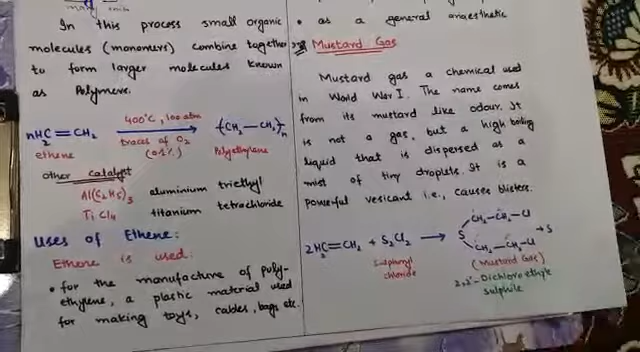 In this process small organic
molecules (monomers) combine together
to form larger molecules known
as Polymers.
nH₂C=CH₂ 400°C, 100 atm traces of O₂ (0.1%) {CH₂—CH₂}n
ethene Polyethylene
other catalyst
Al(C₂H₅)₃ aluminium triethyl
TiCl₄ titanium tetrachloride
Uses of Ethene:
Ethene is used:
• for the manufacture of poly-
ethylene, a plastic material used
for making toys, cables, bags etc.
• as a general anaesthetic
Mustard Gas
Mustard gas a chemical used
in World War I. The name comes
from its mustard like odour. It
is not a gas, but a high boiling
liquid that is dispersed as a
mist of tiny droplets. It is a
powerful vesicant i.e., causes blisters.
2H₂C=CH₂ + S₂Cl₂ → S CH₂—CH₂—Cl CH₂—CH₂—Cl +S
Sulphuryl
chloride
(Mustard Gas)
2,2'-Dichloroethyle
sulphide